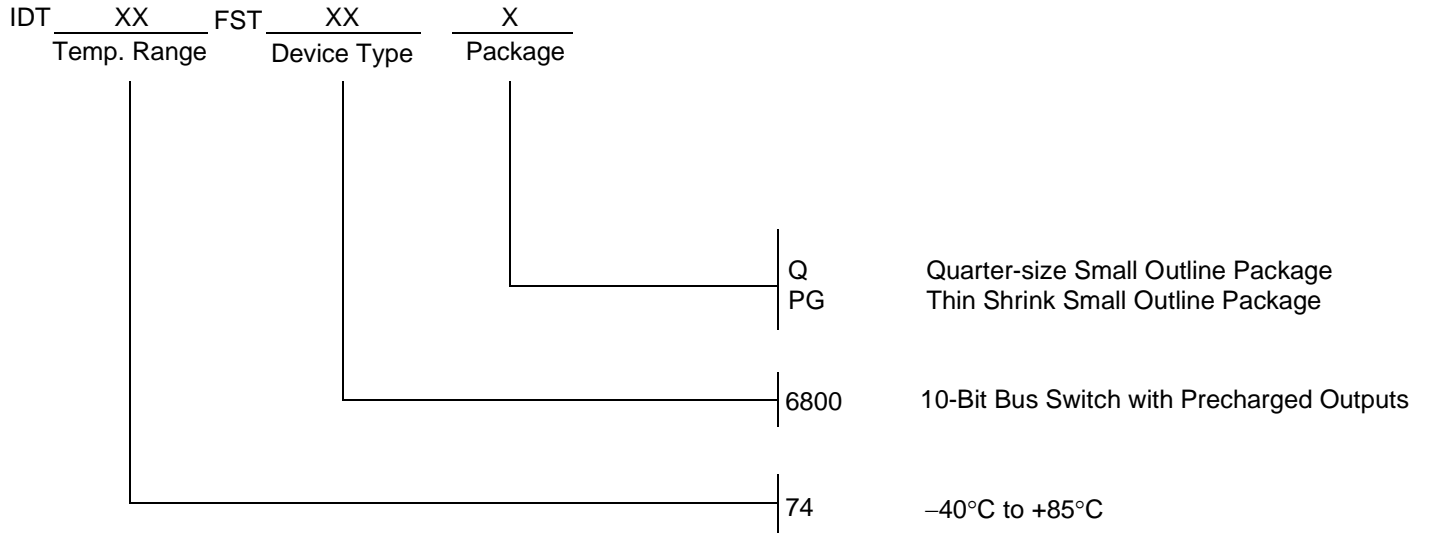 IDT XX FST XX X
Temp. Range Device Type Package
Q Quarter-size Small Outline Package
PG Thin Shrink Small Outline Package
6800 10-Bit Bus Switch with Precharged Outputs
74 –40°C to +85°C